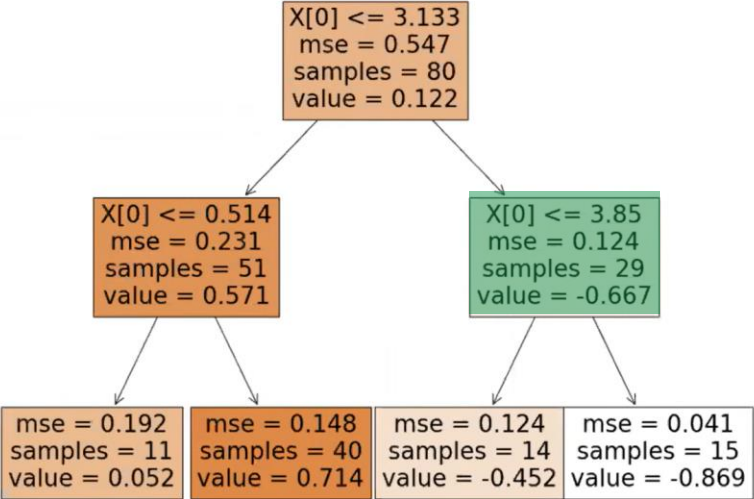 X[0] <= 3.133
mse = 0.547
samples = 80
value = 0.122
X[0] <= 0.514
mse = 0.231
samples = 51
value = 0.571
X[0] <= 3.85
mse = 0.124
samples = 29
value = -0.667
mse = 0.192
samples = 11
value = 0.052
mse = 0.148
samples = 40
value = 0.714
mse = 0.124
samples = 14
value = -0.452
mse = 0.041
samples = 15
value = -0.869